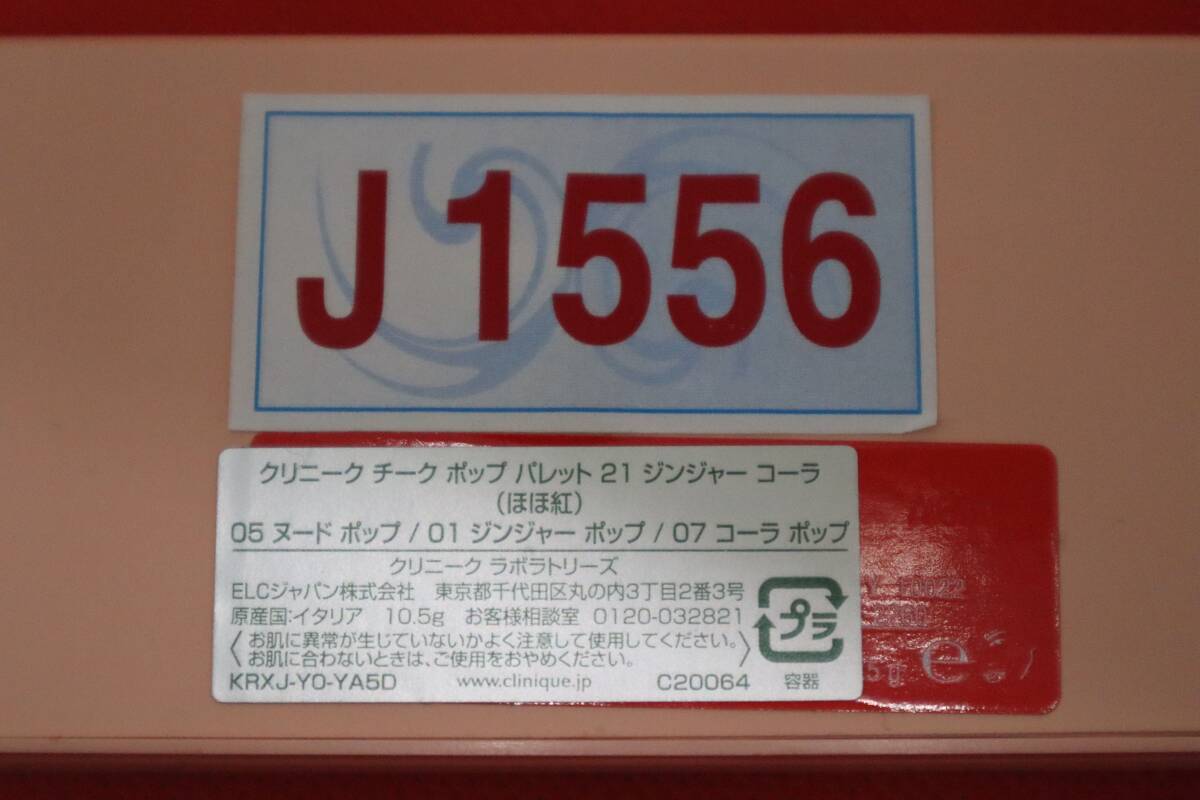 J1556
クリニーク チーク ポップ パレット 21 ジンジャー コーラ
（ほほ紅）
05 ヌード ポップ / 01 ジンジャー ポップ / 07 コーラ ポップ
クリニーク ラボラトリーズ
ELCジャパン株式会社 東京都千代田区丸の内3丁目2番3号
原産国:イタリア 10.5g お客様相談室 0120-032821
〈お肌に異常が生じていないかよく注意して使用してください。
お肌に合わないときは、ご使用をおやめください。〉
KRXJ-Y0-YA5D www.clinique.jp C20064
プラ
容器
5g e